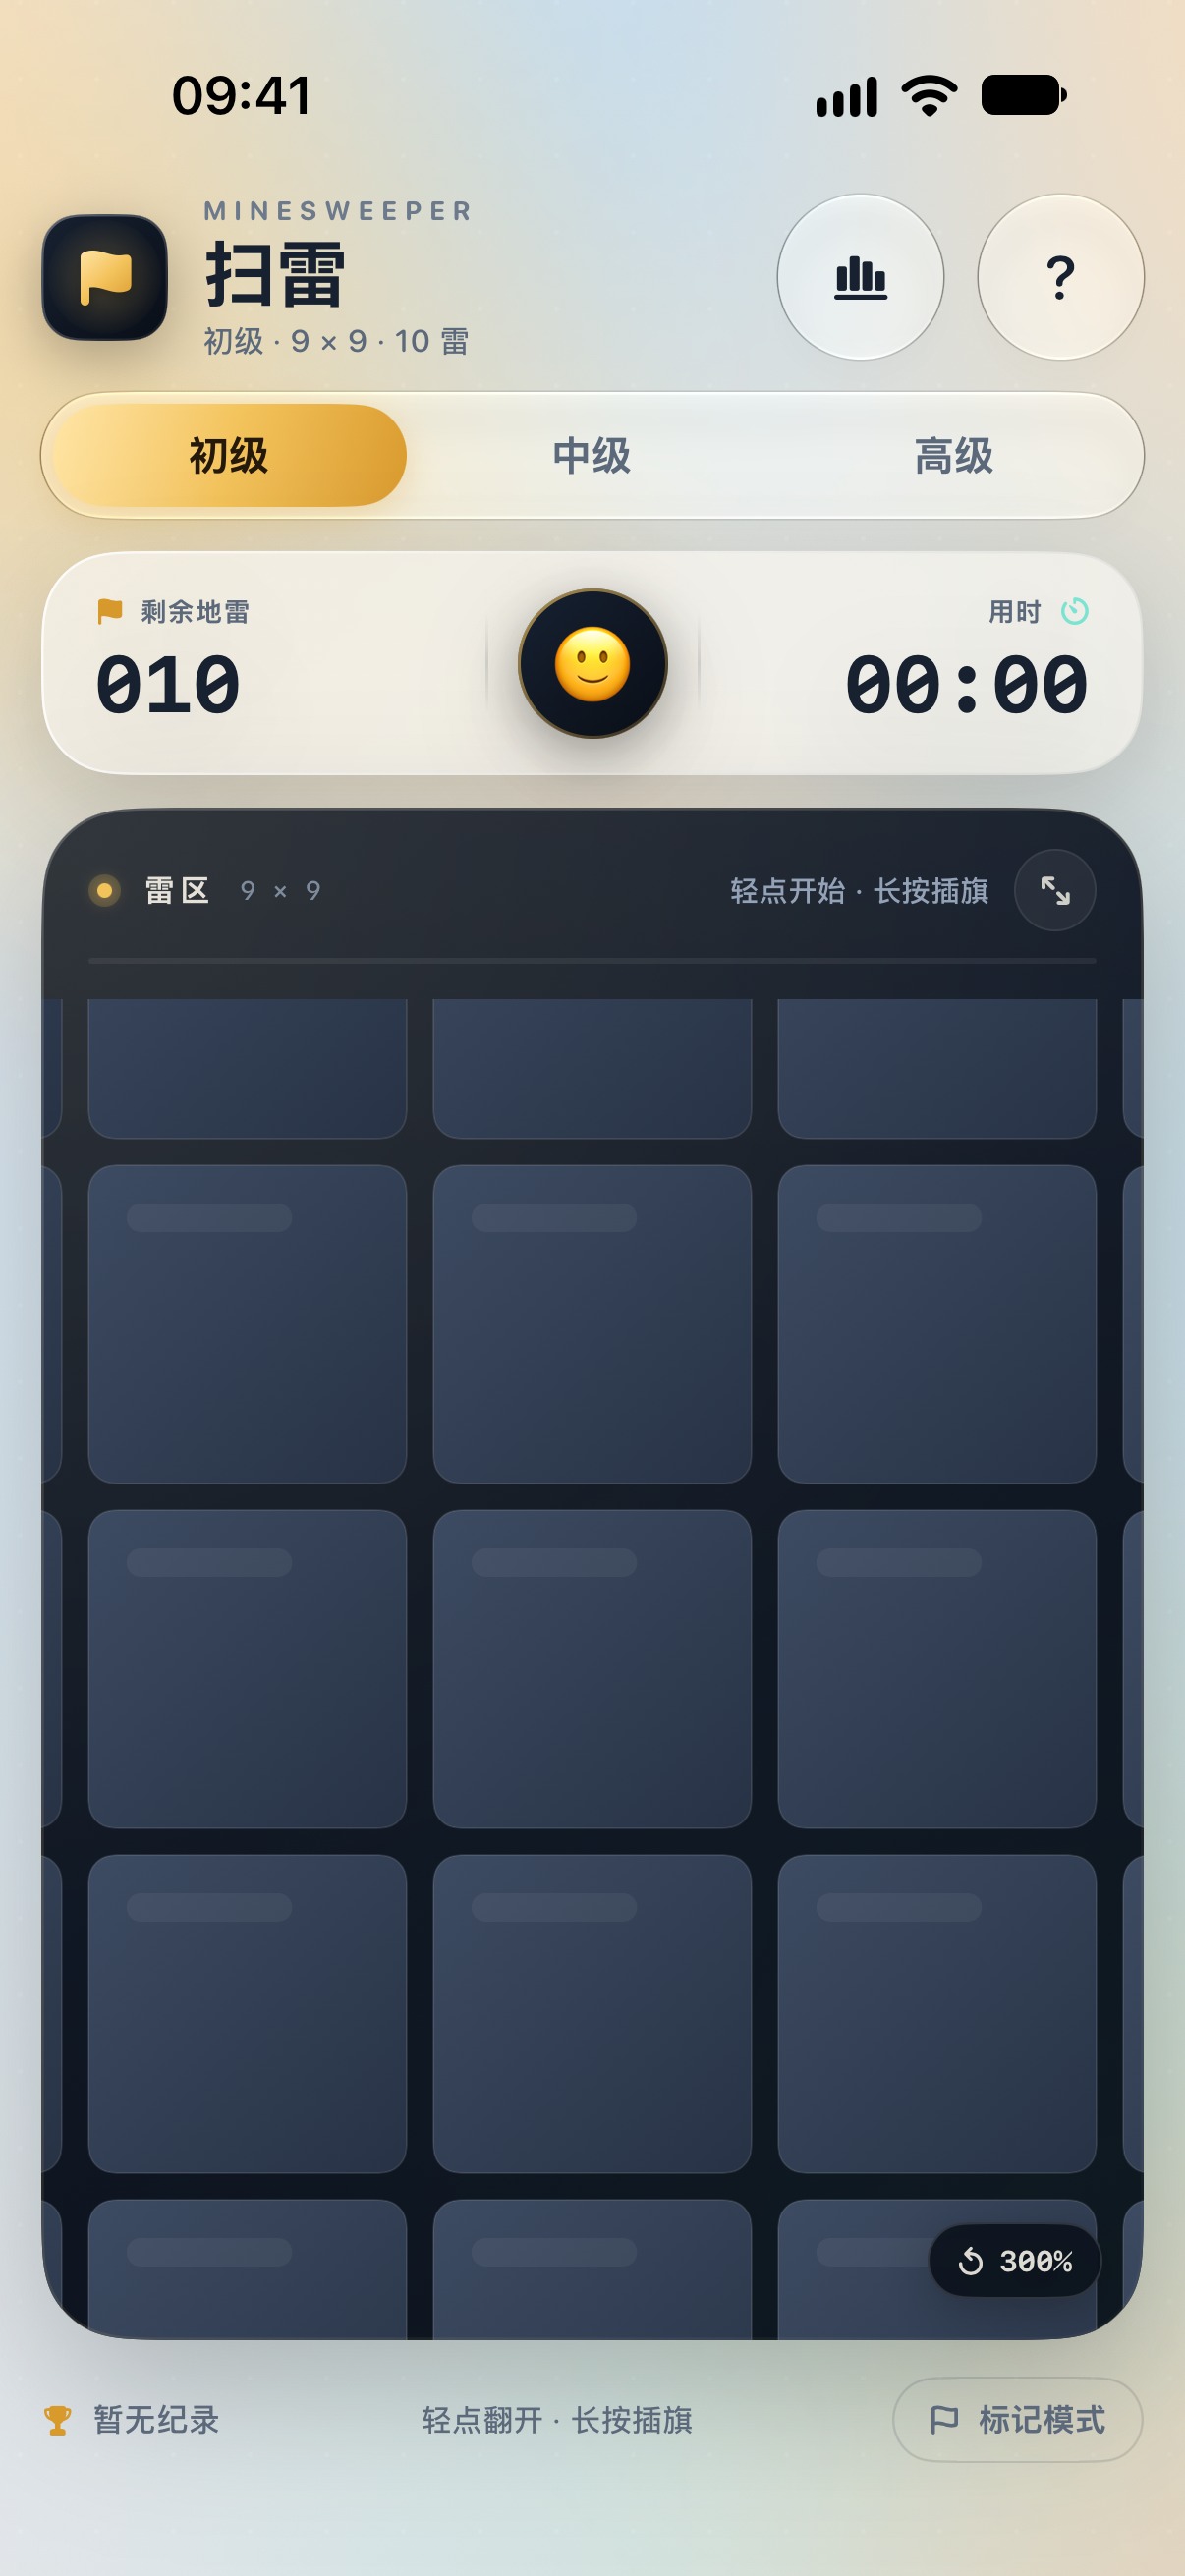 09:41
MINESWEEPER
扫雷
初级 · 9 × 9 · 10 雷
?
初级 中级 高级
剩余地雷 用时
010 00:00
雷区 9 × 9 轻点开始 · 长按插旗
300%
暂无纪录 轻点翻开 · 长按插旗 标记模式